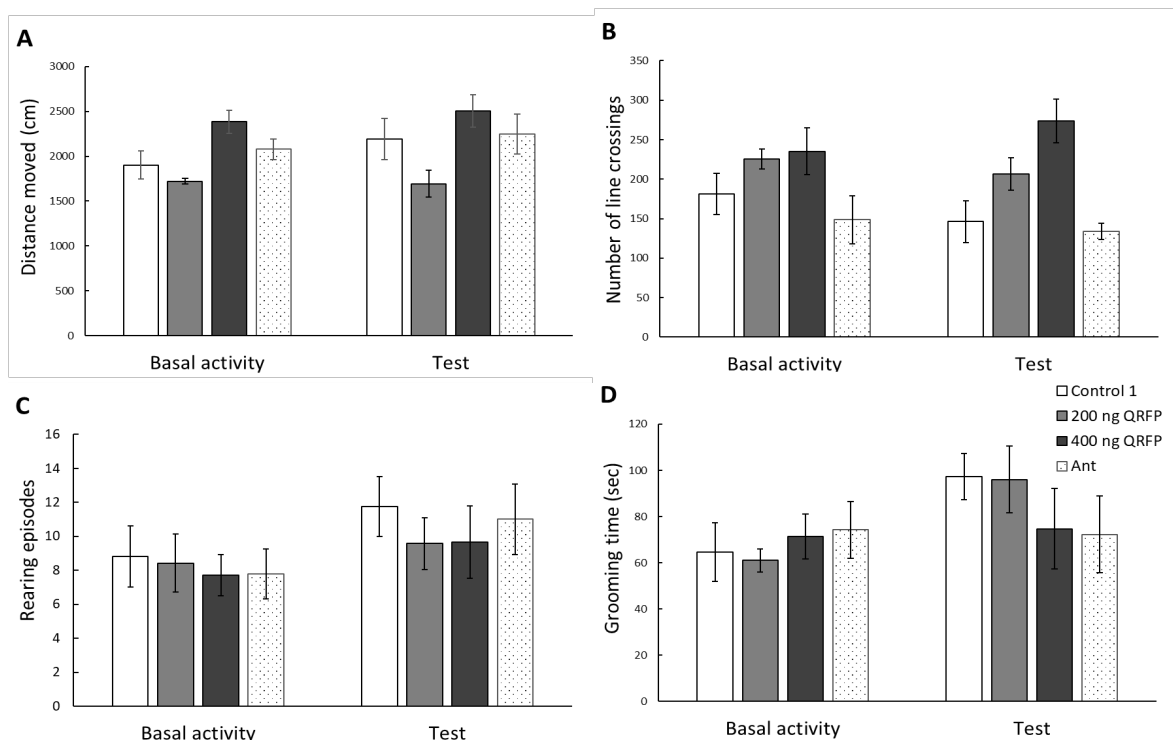 A
Distance moved (cm)
3000
2500
2000
1500
1000
500
0
Basal activity
Test
B
Number of line crossings
350
300
250
200
150
100
50
0
Basal activity
Test
C
Rearing episodes
16
14
12
10
8
6
4
2
0
Basal activity
Test
D
Grooming time (sec)
120
100
80
60
40
20
0
Basal activity
Test
Control 1
200 ng QRFP
400 ng QRFP
Ant